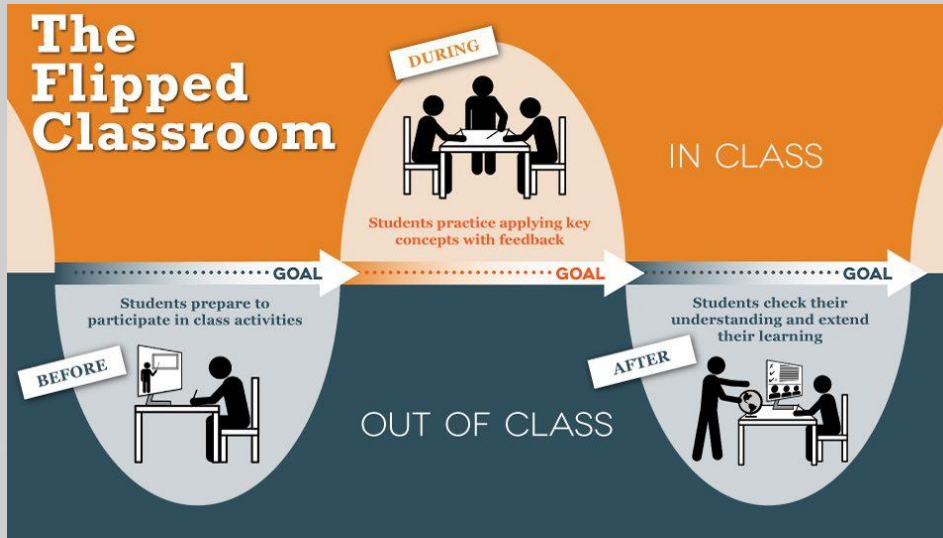 The
Flipped
Classroom
DURING
IN CLASS
Students practice applying key
concepts with feedback
GOAL
GOAL
GOAL
Students prepare to
participate in class activities
BEFORE
OUT OF CLASS
Students check their
understanding and extend
their learning
AFTER